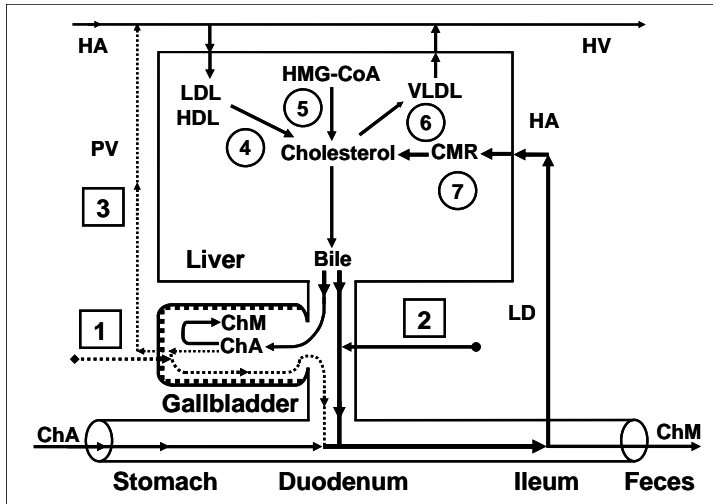 HA
HV
HMG-CoA
LDL
HDL
5
VLDL
6
HA
4
PV
Cholesterol
CMR
7
3
Liver
Bile
1
ChM
ChA
2
LD
Gallbladder
ChA
ChM
Stomach
Duodenum
Ileum
Feces